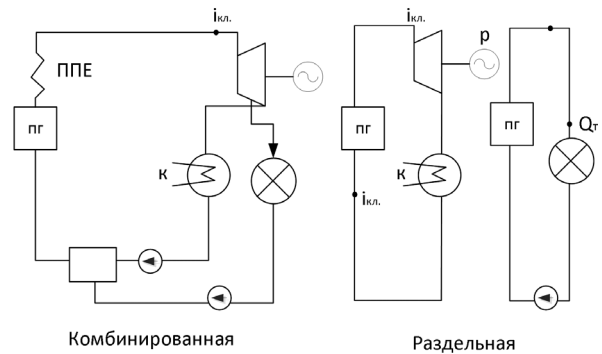 iкл.
ППЕ
пг
к
Комбинированная
iкл.
р
пг
к
iкл.
пг
Qт
Раздельная